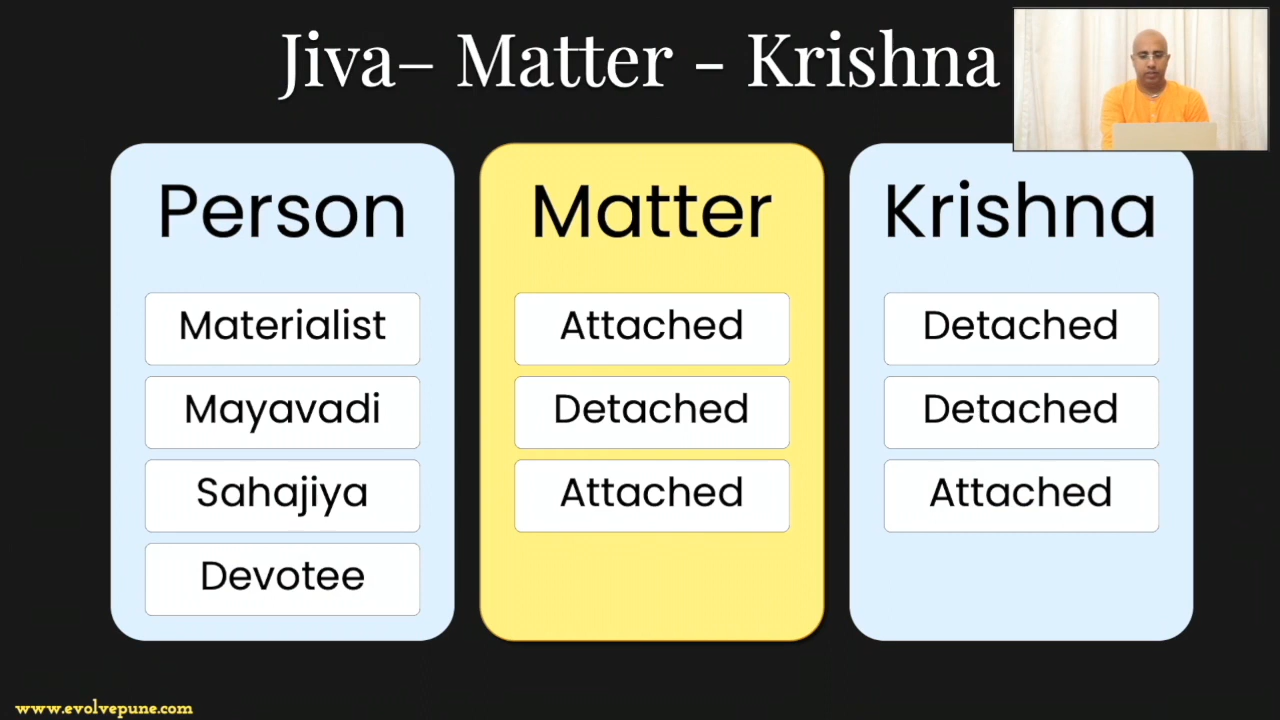 Jiva– Matter - Krishna
Person
Materialist
Mayavadi
Sahajiya
Devotee
Matter
Attached
Detached
Attached
Krishna
Detached
Detached
Attached
www.evolvepune.com